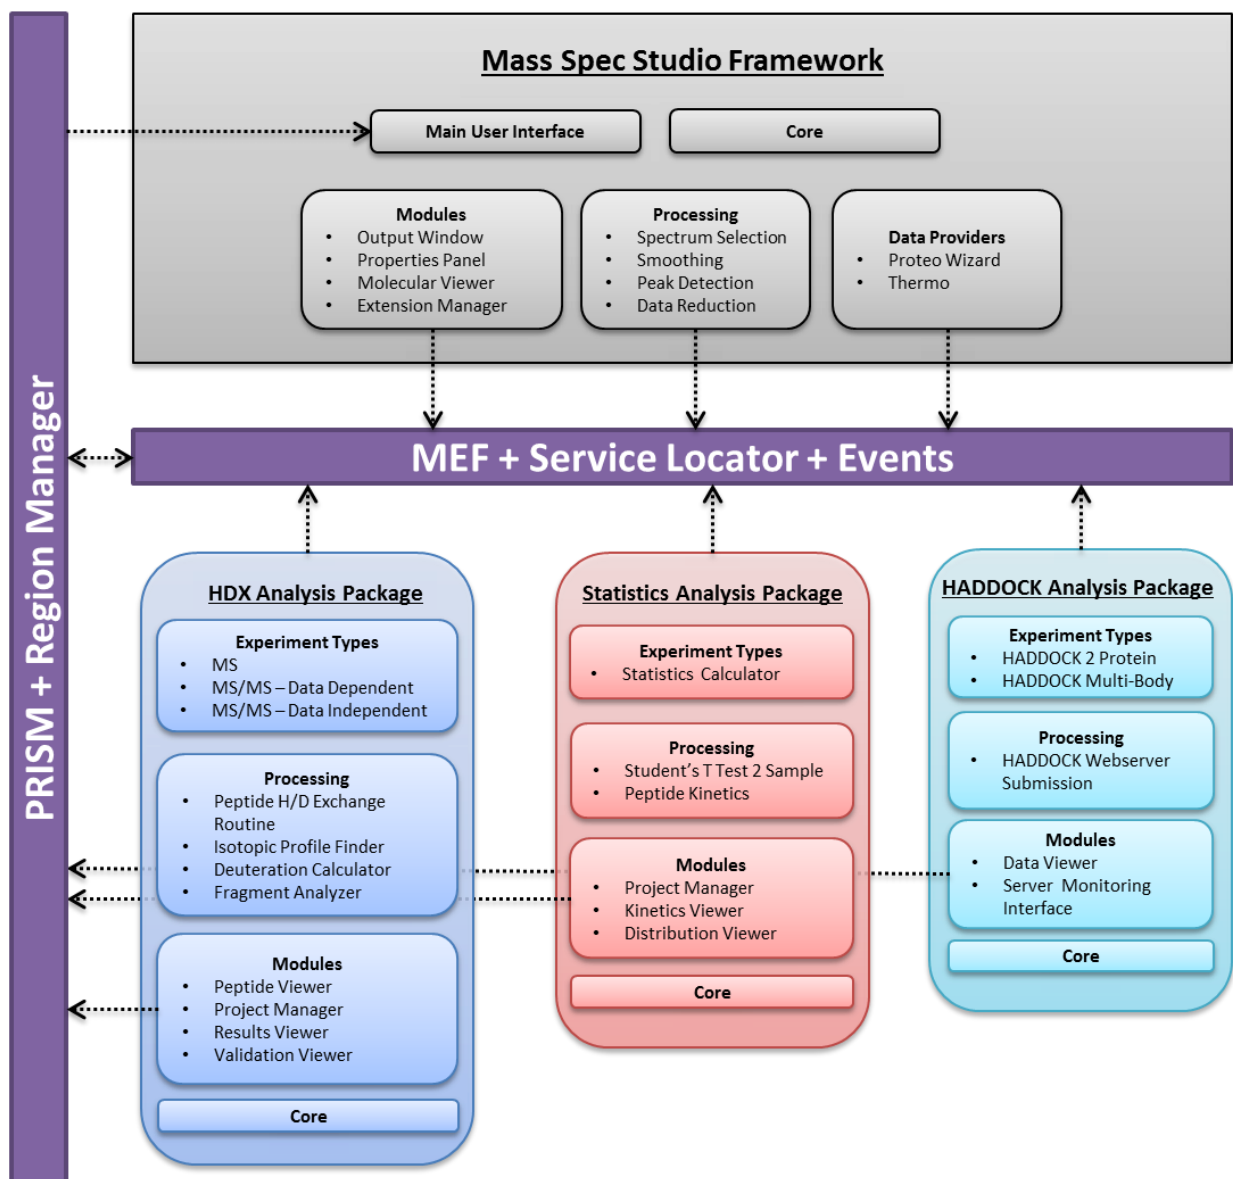 PRISM + Region Manager
Mass Spec Studio Framework
Main User Interface
Core
Modules
• Output Window
• Properties Panel
• Molecular Viewer
• Extension Manager
Processing
• Spectrum Selection
• Smoothing
• Peak Detection
• Data Reduction
Data Providers
• Proteo Wizard
• Thermo
MEF + Service Locator + Events
HDX Analysis Package
Experiment Types
• MS
• MS/MS – Data Dependent
• MS/MS – Data Independent
Processing
• Peptide H/D Exchange
Routine
• Isotopic Profile Finder
• Deuteration Calculator
• Fragment Analyzer
Modules
• Peptide Viewer
• Project Manager
• Results Viewer
• Validation Viewer
Core
Statistics Analysis Package
Experiment Types
• Statistics Calculator
Processing
• Student’s T Test 2 Sample
• Peptide Kinetics
Modules
• Project Manager
• Kinetics Viewer
• Distribution Viewer
Core
HADDOCK Analysis Package
Experiment Types
• HADDOCK 2 Protein
• HADDOCK Multi-Body
Processing
• HADDOCK Webserver
Submission
Modules
• Data Viewer
• Server Monitoring
Interface
Core